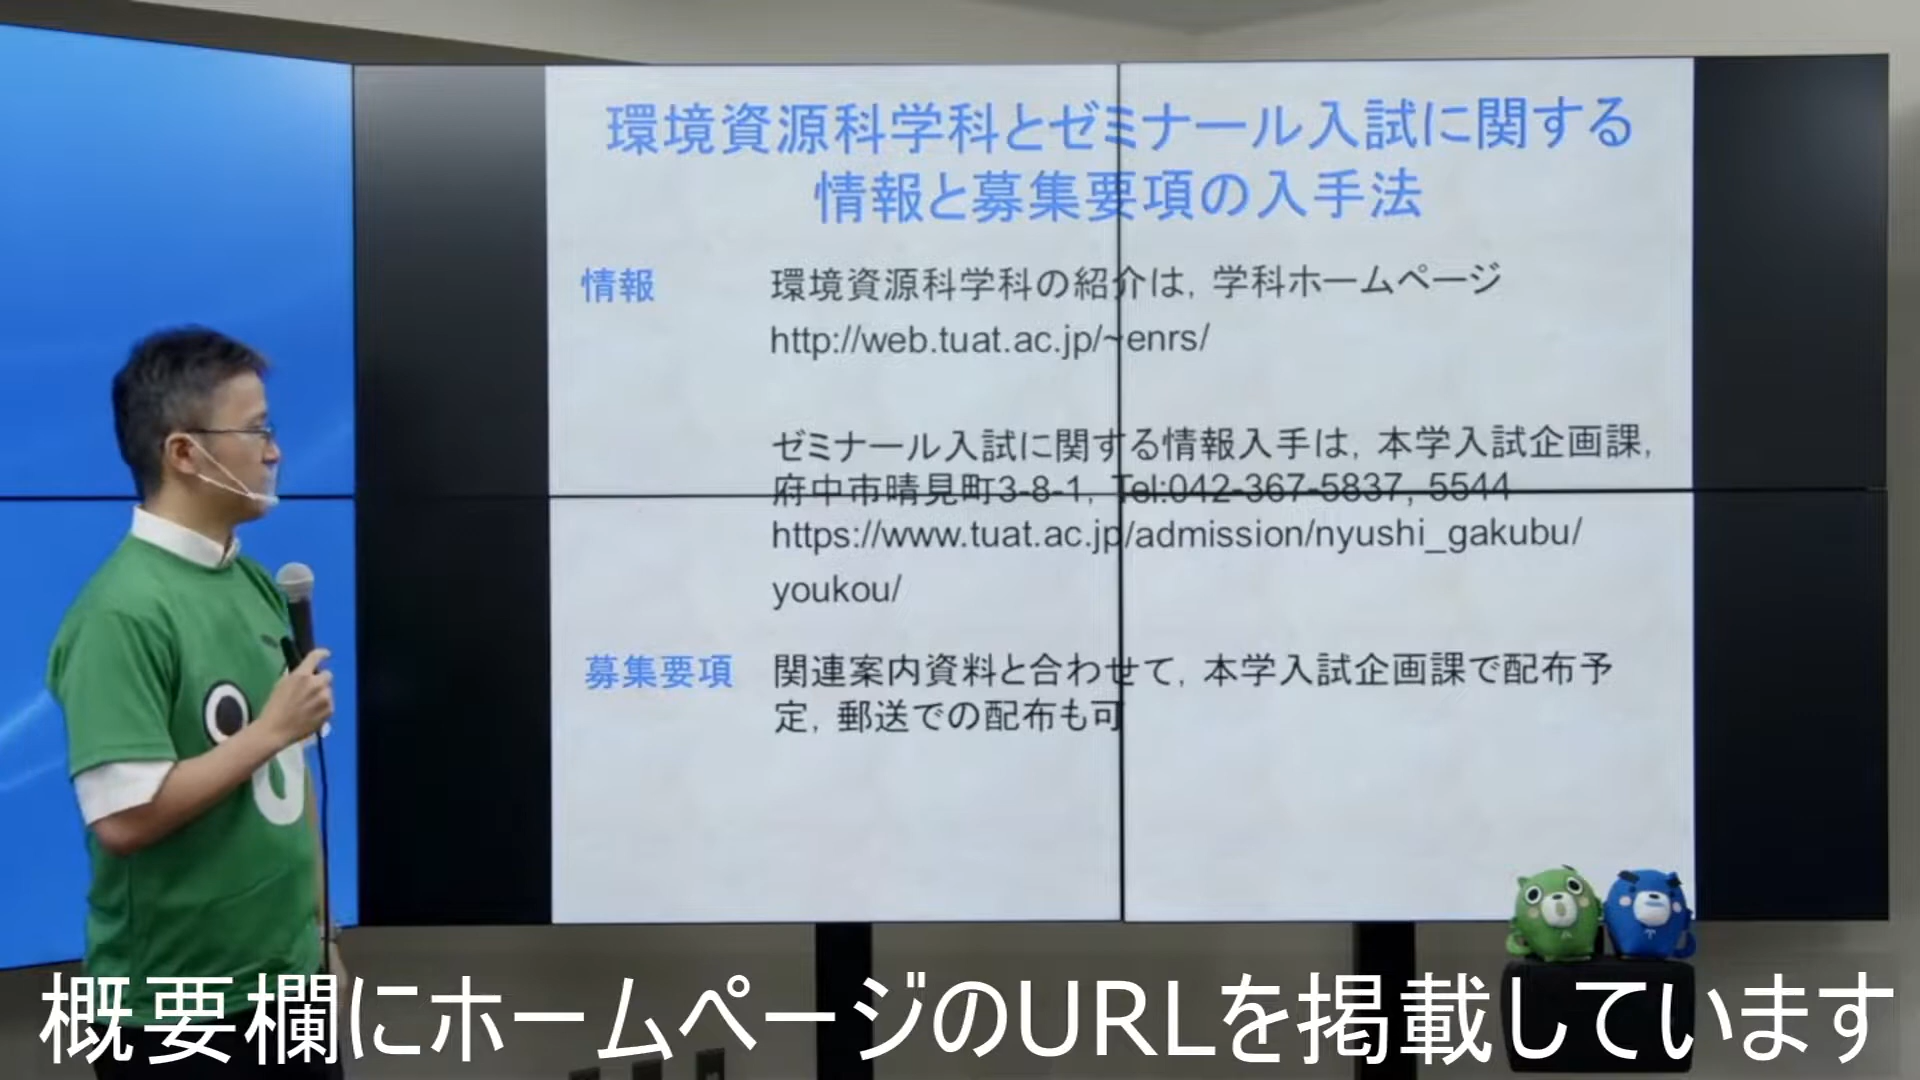 環境資源科学科とゼミナール入試に関する
情報と募集要項の入手法
情報
環境資源科学科の紹介は, 学科ホームページ
http://web.tuat.ac.jp/~enrs/
ゼミナール入試に関する情報入手は, 本学入試企画課,
府中市晴見町3-8-1, Tel:042-367-5837, 5544
https://www.tuat.ac.jp/admission/nyushi_gakubu/
youkou/
募集要項
関連案内資料と合わせて, 本学入試企画課で配布予
定, 郵送での配布も可
概要欄にホームページのURLを掲載しています